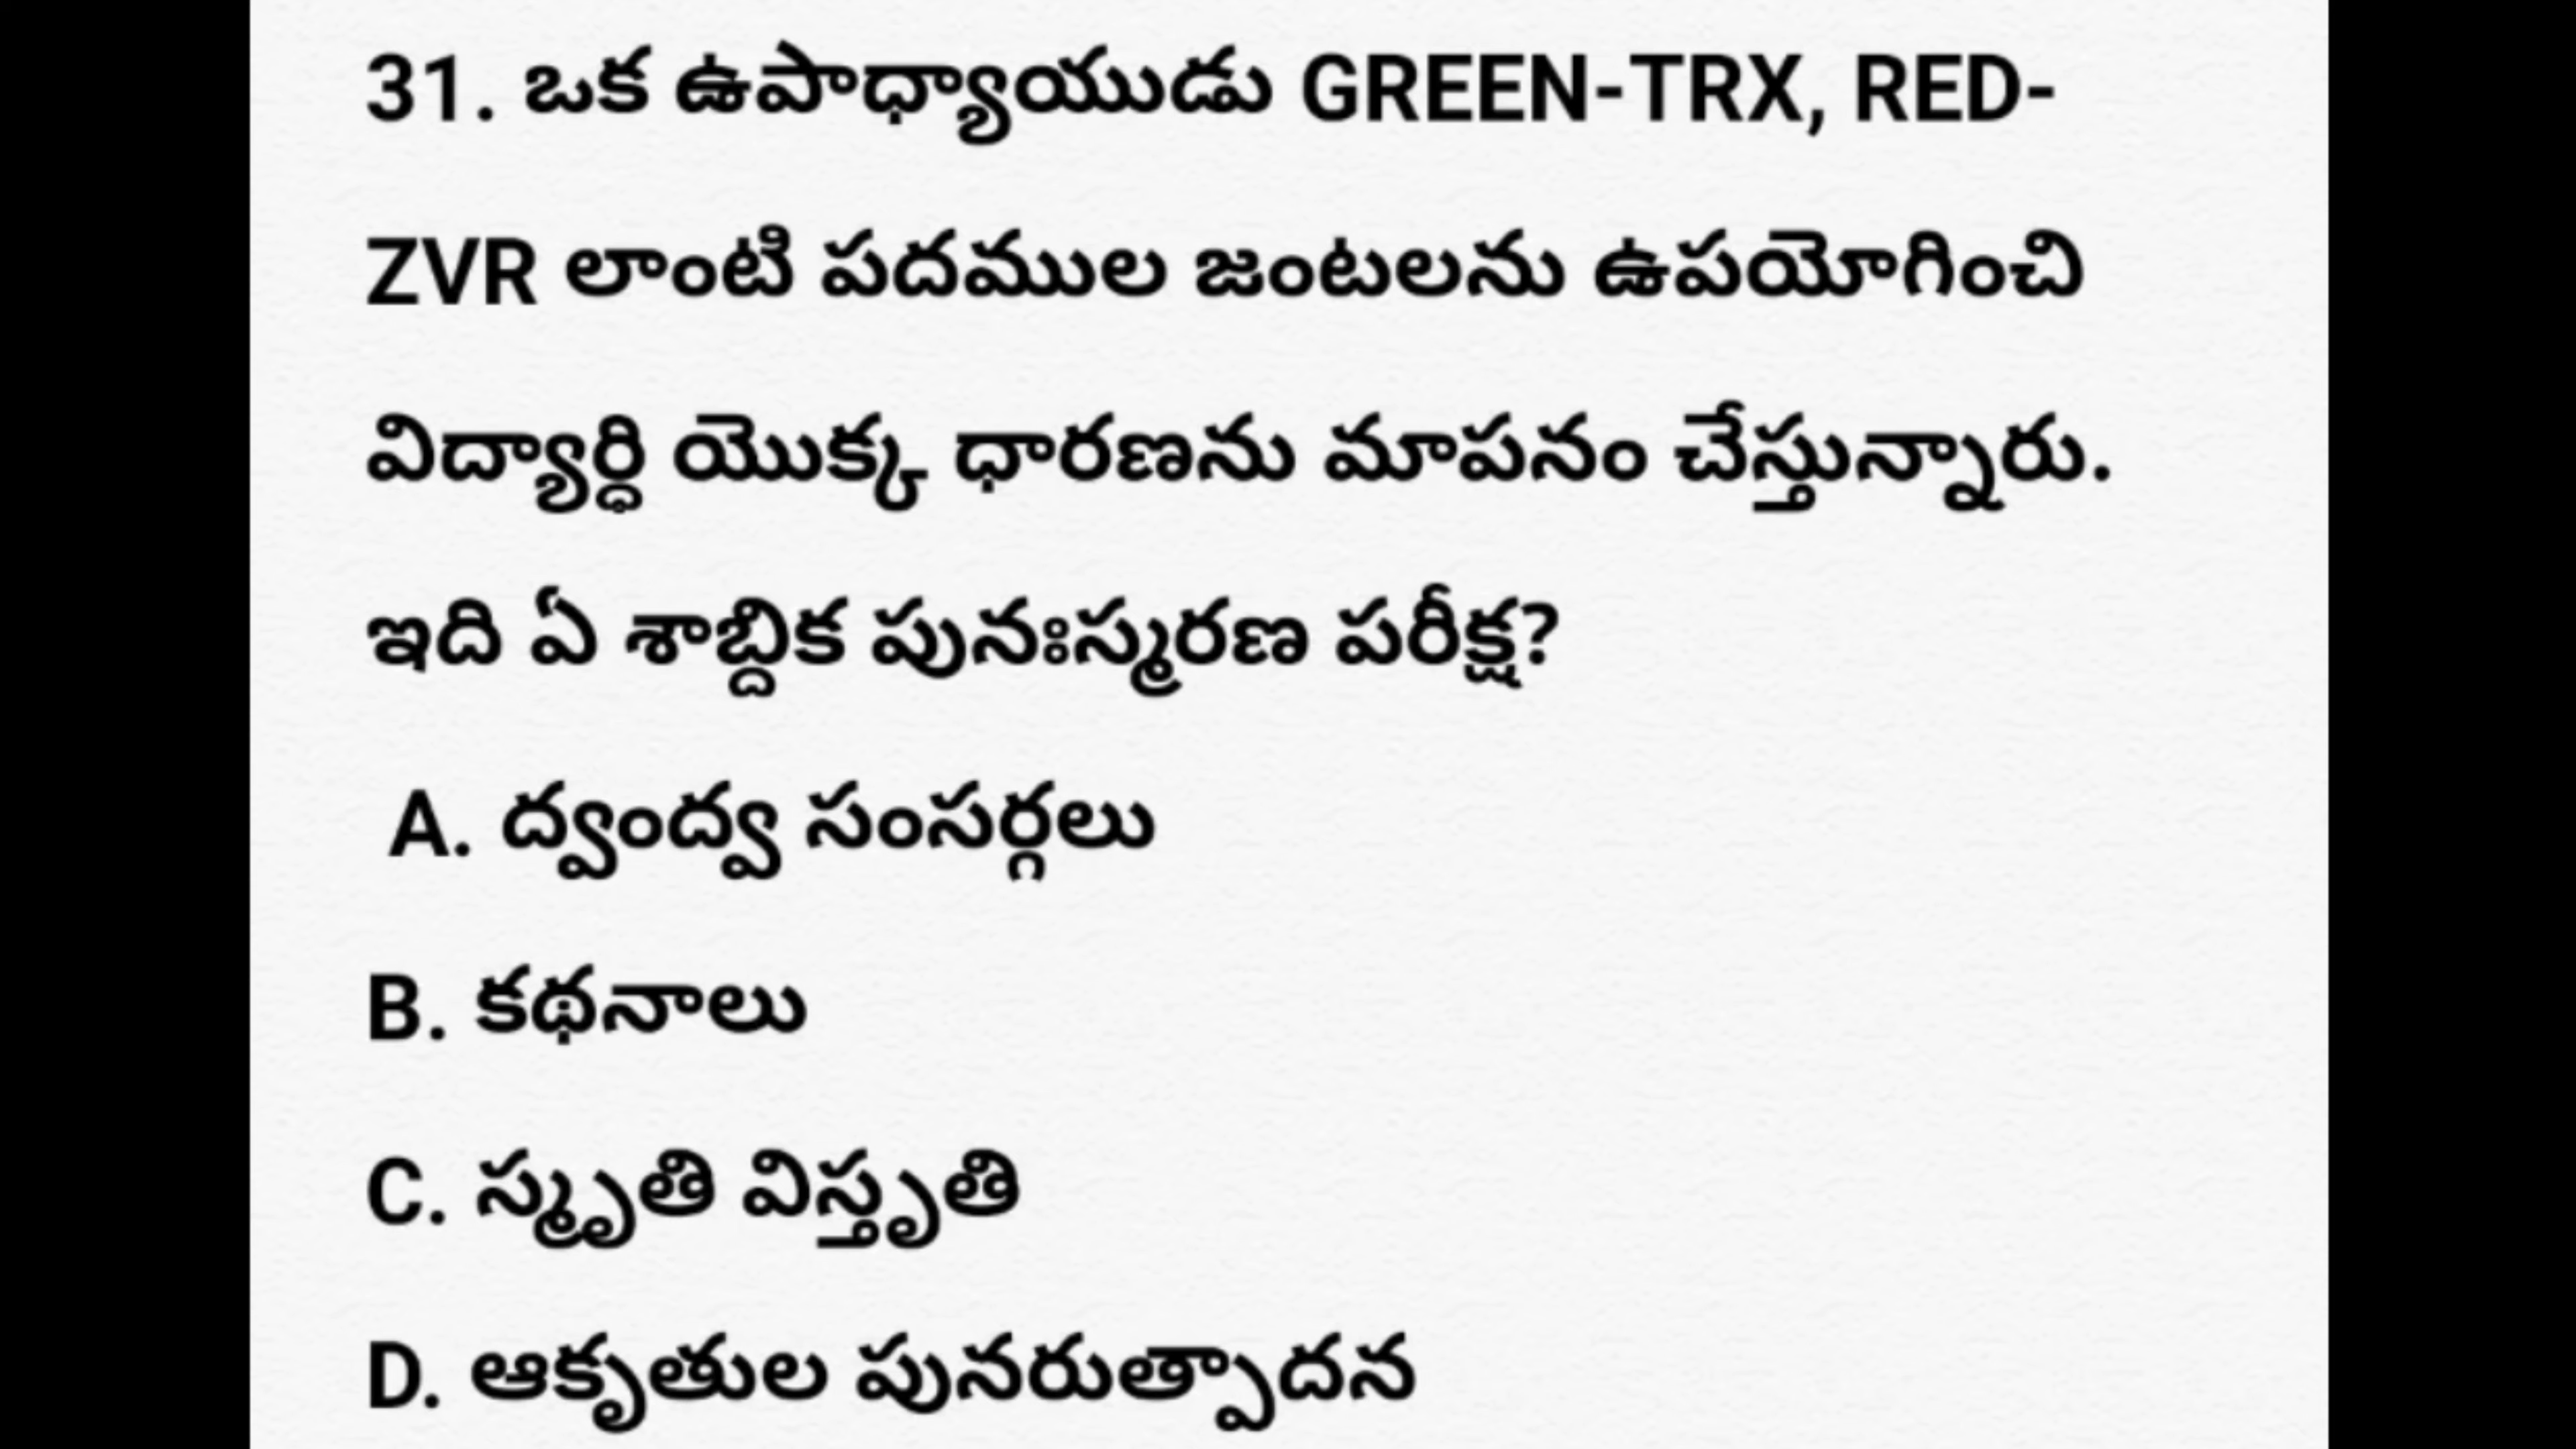 31. ఒక ఉపాధ్యాయుడు GREEN-TRX, RED-
ZVR లాంటి పదముల జంటలను ఉపయోగించి
విద్యార్ధి యొక్క ధారణను మాపనం చేస్తున్నారు.
ఇది ఏ శాబ్దిక పునఃస్మరణ పరీక్ష?
A. ద్వంద్వ సంసర్గలు
B. కథనాలు
C. స్మృతి విస్తృతి
D. ఆకృతుల పునరుత్పాదన